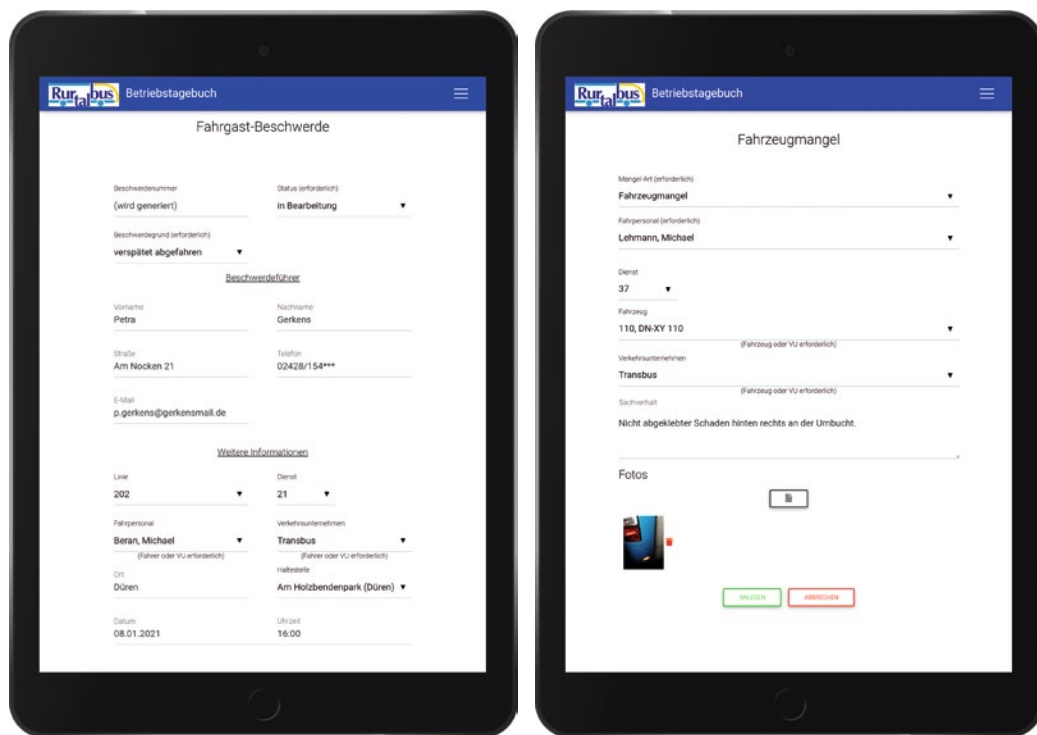 Rurtalbus Betriebstagebuch
Fahrgast-Beschwerde
Beschwerdenummer Status (erforderlich)
(wird generiert) in Bearbeitung
Beschwerdegrund (erforderlich)
verspätet abgefahren
Beschwerdeführer
Vorname Nachname
Petra Gerkens
Straße Telefon
Am Nocken 21 02428/154***
E-Mail
p.gerkens@gerkensmail.de
Weitere Informationen
Linie Dienst
202 21
Fahrpersonal Verkehrsunternehmen
Beran, Michael Transbus
(Fahrer oder VU erforderlich) (Fahrer oder VU erforderlich)
Ort Haltestelle
Düren Am Holzbendenpark (Düren)
Datum Uhrzeit
08.01.2021 16:00
Rurtalbus Betriebstagebuch
Fahrzeugmangel
Mangel-Art (erforderlich)
Fahrzeugmangel
Fahrpersonal (erforderlich)
Lehmann, Michael
Dienst
37
Fahrzeug
110, DN-XY 110
(Fahrzeug oder VU erforderlich)
Verkehrsunternehmen
Transbus
(Fahrzeug oder VU erforderlich)
Sachverhalt
Nicht abgeklebter Schaden hinten rechts an der Umbucht.
Fotos
ANLEGEN ABBRECHEN